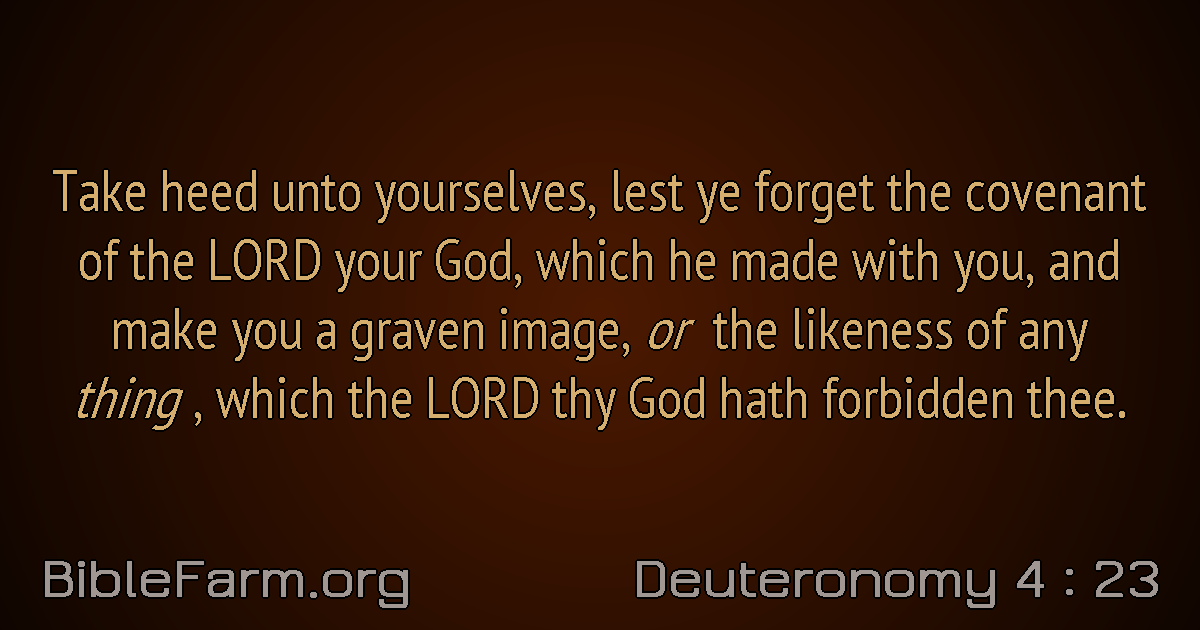 Take heed unto yourselves, lest ye forget the covenant
of the LORD your God, which he made with you, and
make you a graven image, or the likeness of any
thing , which the LORD thy God hath forbidden thee.
BibleFarm.org
Deuteronomy 4 : 23